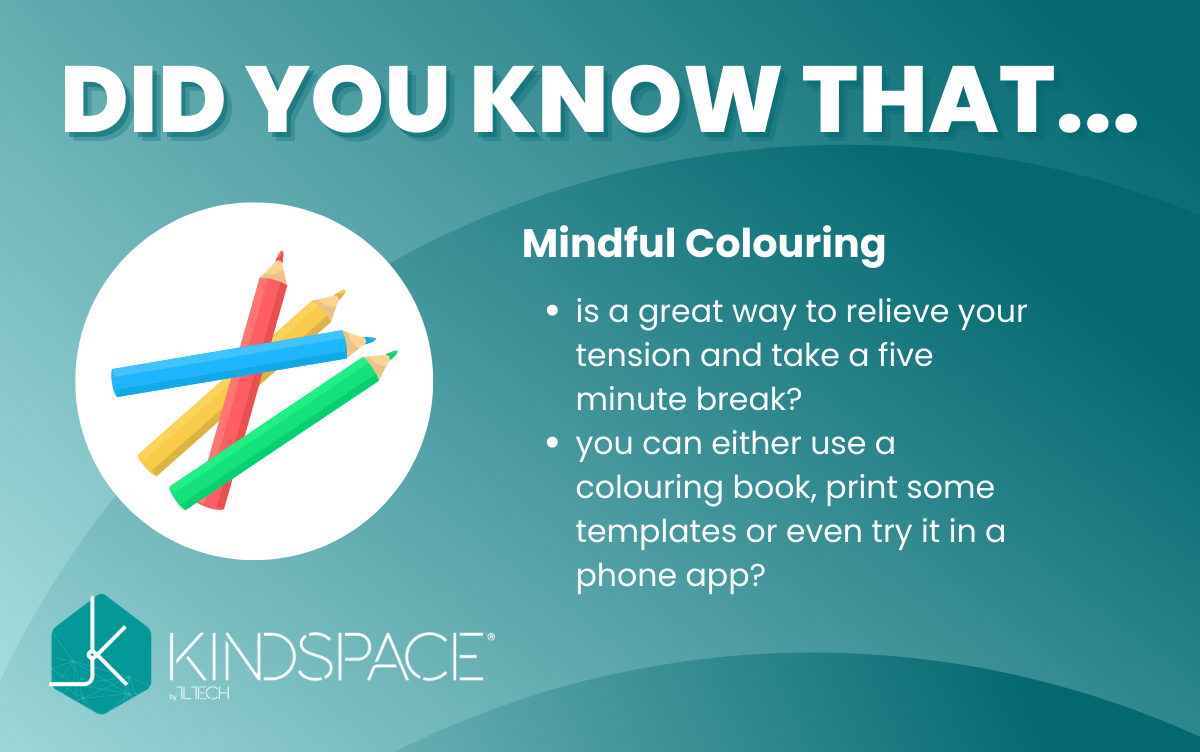 DID YOU KNOW THAT...
Mindful Colouring
• is a great way to relieve your
tension and take a five
minute break?
• you can either use a
colouring book, print some
templates or even try it in a
phone app?
KINDSPACE®
by 1LTECH